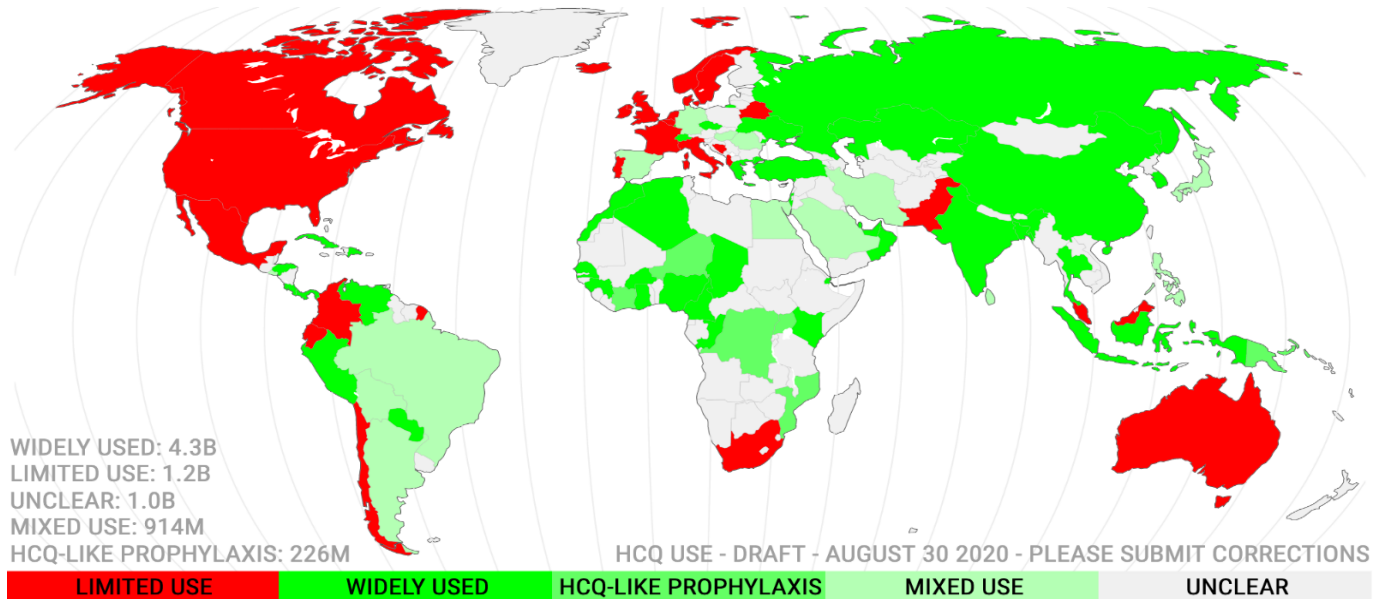 WIDELY USED: 4.3B
LIMITED USE: 1.2B
UNCLEAR: 1.0B
MIXED USE: 914M
HCQ-LIKE PROPHYLAXIS: 226M
HCQ USE - DRAFT - AUGUST 30 2020 - PLEASE SUBMIT CORRECTIONS
LIMITED USE
WIDELY USED
HCQ-LIKE PROPHYLAXIS
MIXED USE
UNCLEAR